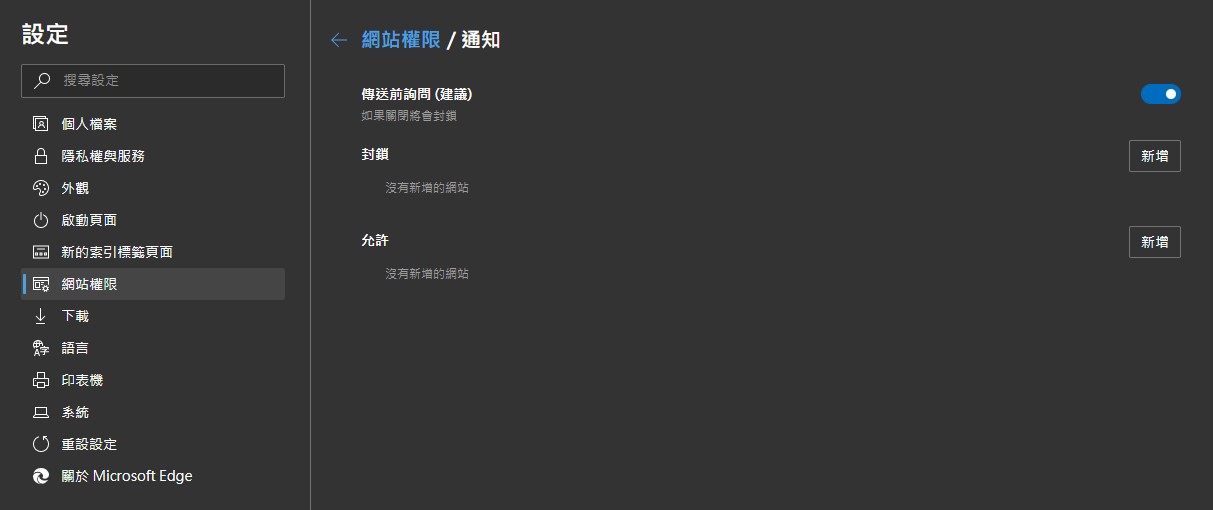 設定
搜尋設定
個人檔案
隱私權與服務
外觀
啟動頁面
新的索引標籤頁面
網站權限
下載
語言
印表機
系統
重設設定
關於 Microsoft Edge
網站權限 / 通知
傳送前詢問 (建議)
如果關閉將會封鎖
封鎖
新增
沒有新增的網站
允許
新增
沒有新增的網站